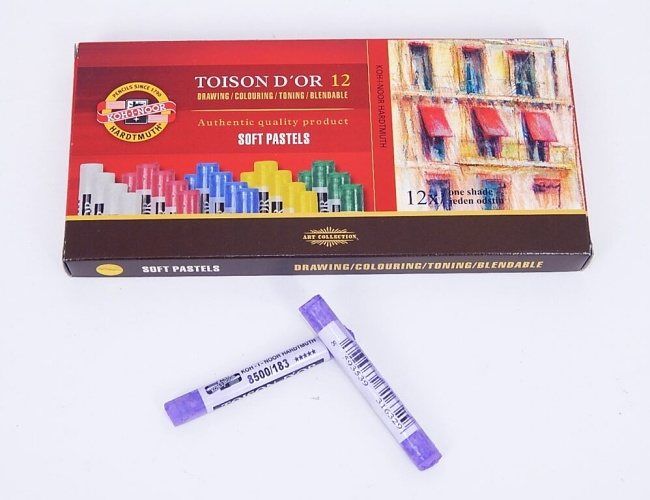 PENCILS SINCE 1790
KOH-I-NOOR
HARDTMUTH
TOISON D´OR 12
DRAWING/COLOURING/TONING/BLENDABLE
Authentic quality product
SOFT PASTELS
KOH-I-NOOR HARDTMUTH
12x one shade
jeden odstín
ART COLLECTION
SOFT PASTELS
DRAWING/COLOURING/TONING/BLENDABLE
KOH-I-NOOR HARDTMUTH
8500/183 *****
TOISON D'OR